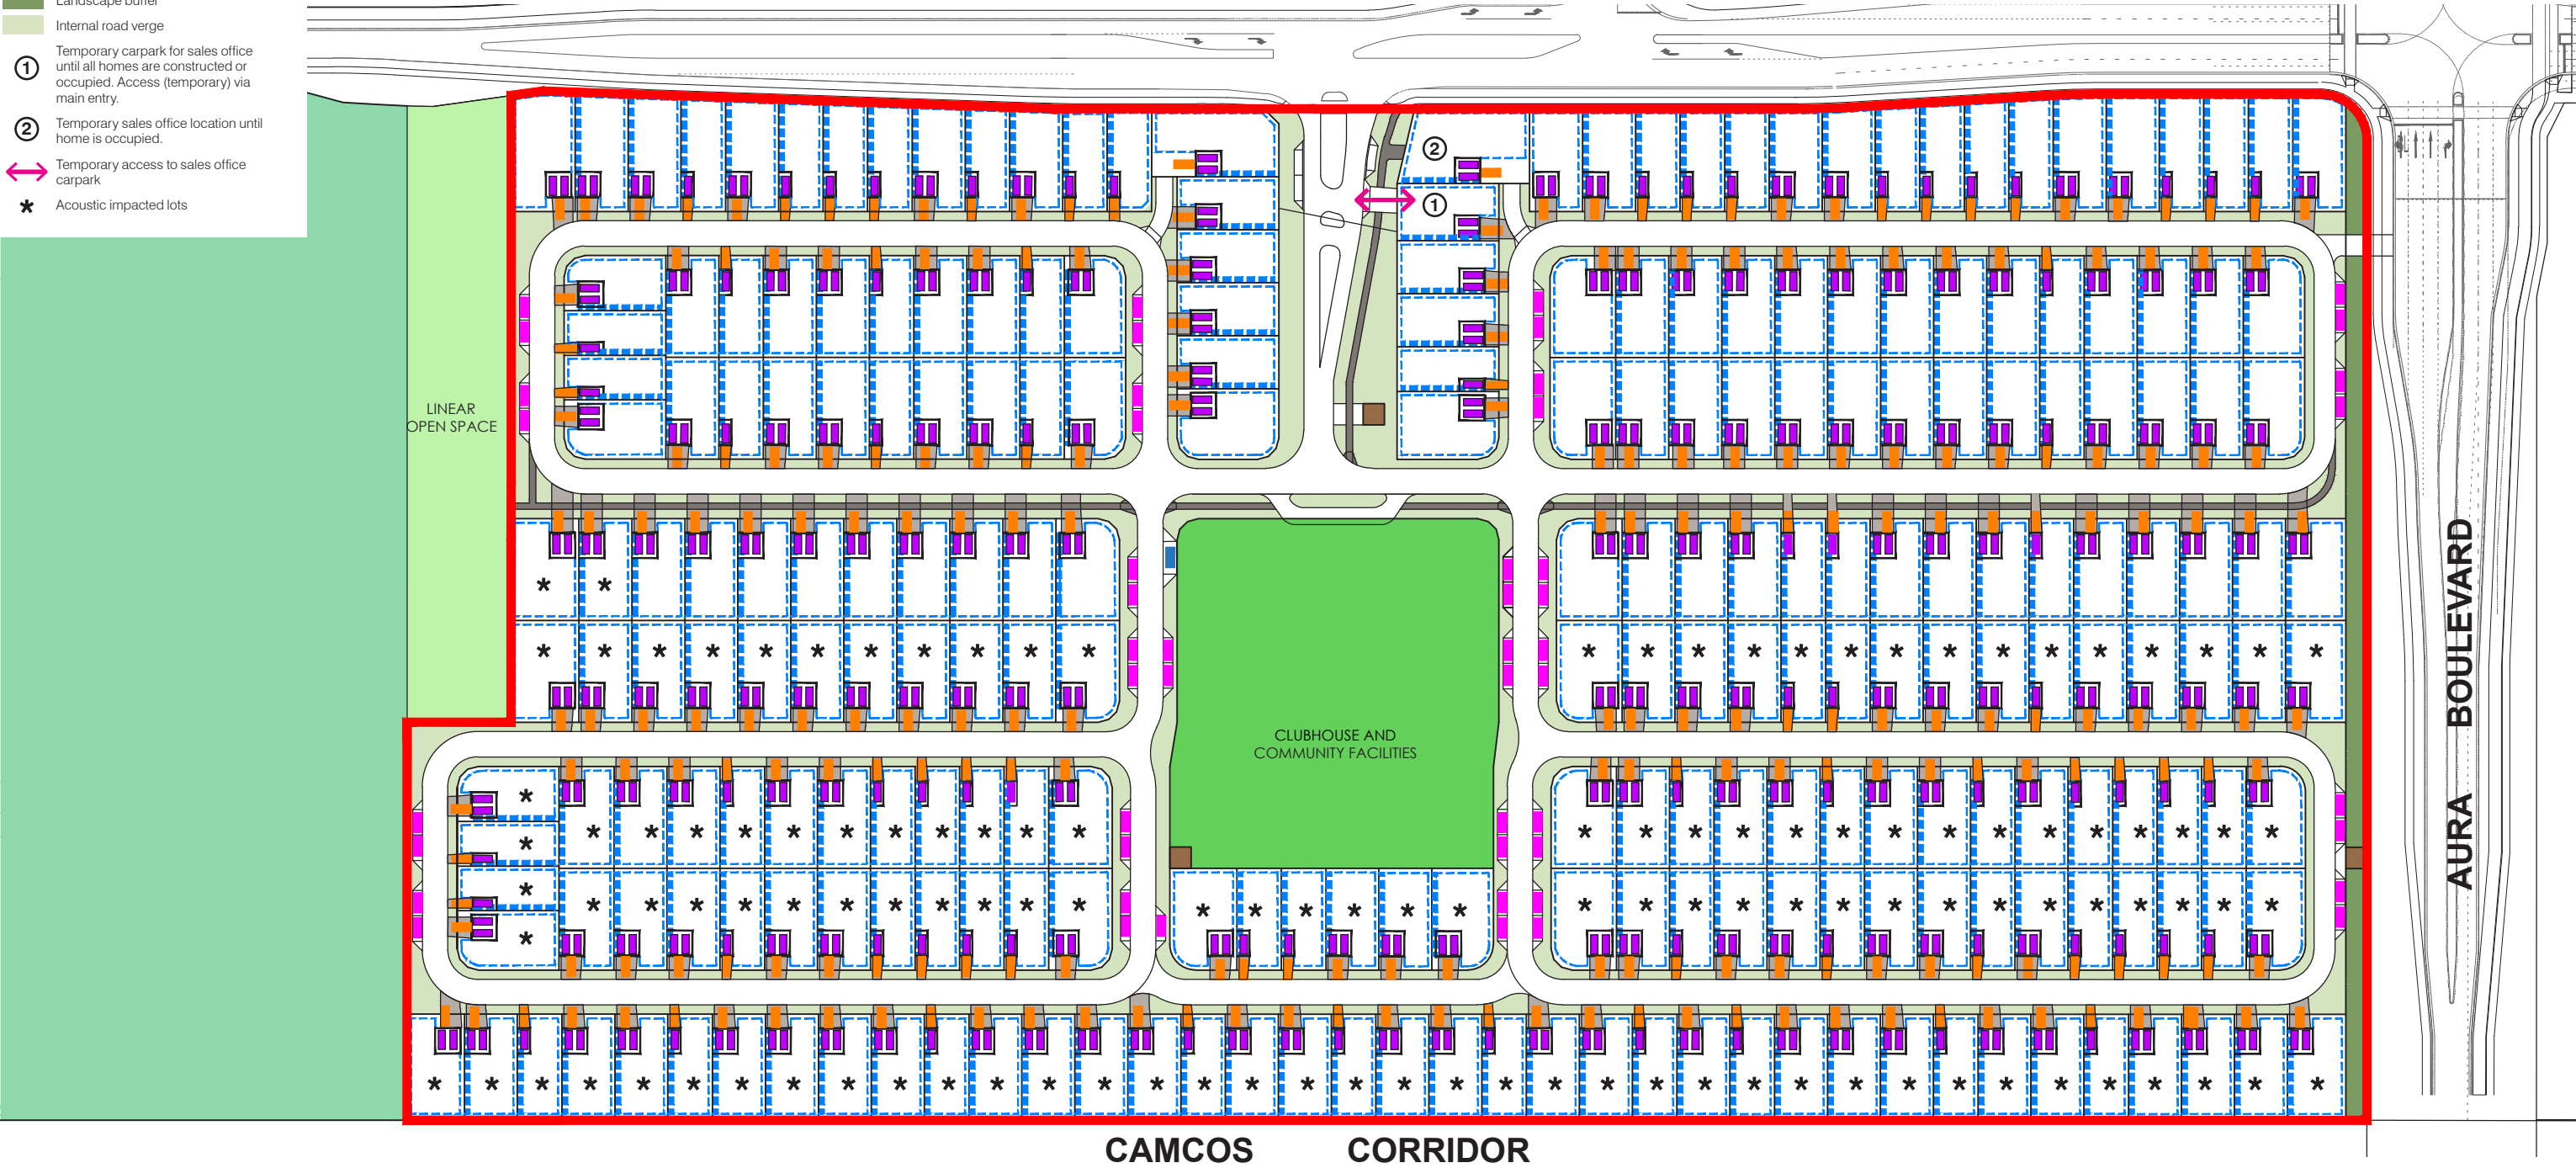 Landscape buffer
Internal road verge
1
Temporary carpark for sales office
until all homes are constructed or
occupied. Access (temporary) via
main entry.
2
Temporary sales office location until
home is occupied.
Temporary access to sales office
carpark
* Acoustic impacted lots
2
1
LINEAR
OPEN SPACE
CLUBHOUSE AND
COMMUNITY FACILITIES
AURA BOULEVARD
CAMCOS CORRIDOR